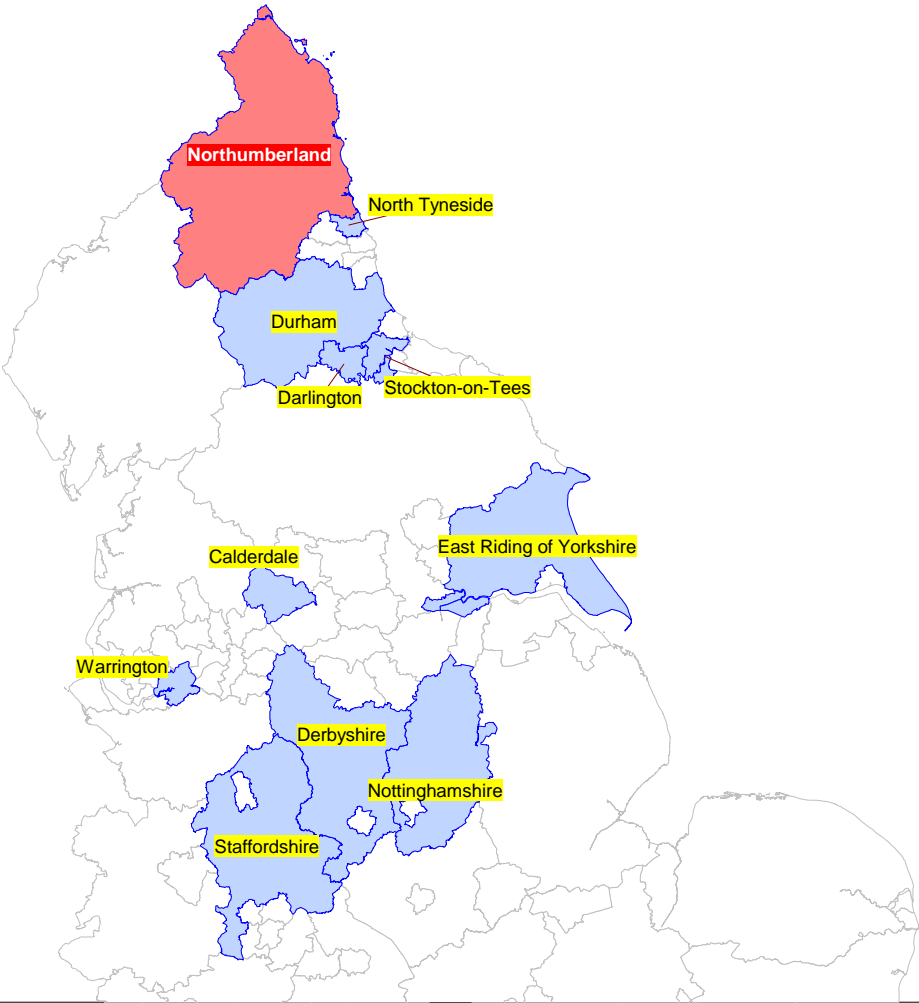 Northumberland
North Tyneside
Durham
Stockton-on-Tees
Darlington
East Riding of Yorkshire
Calderdale
Warrington
Derbyshire
Nottinghamshire
Staffordshire